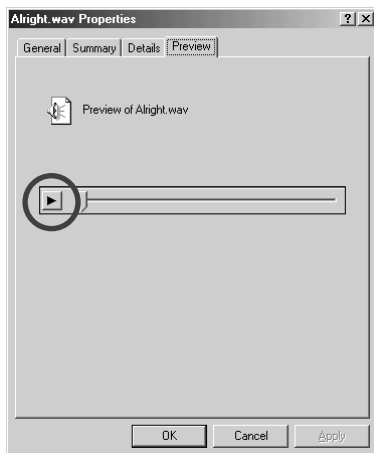 Alright.wav Properties
General Summary Details Preview
Preview of Alright.wav
OK Cancel Apply